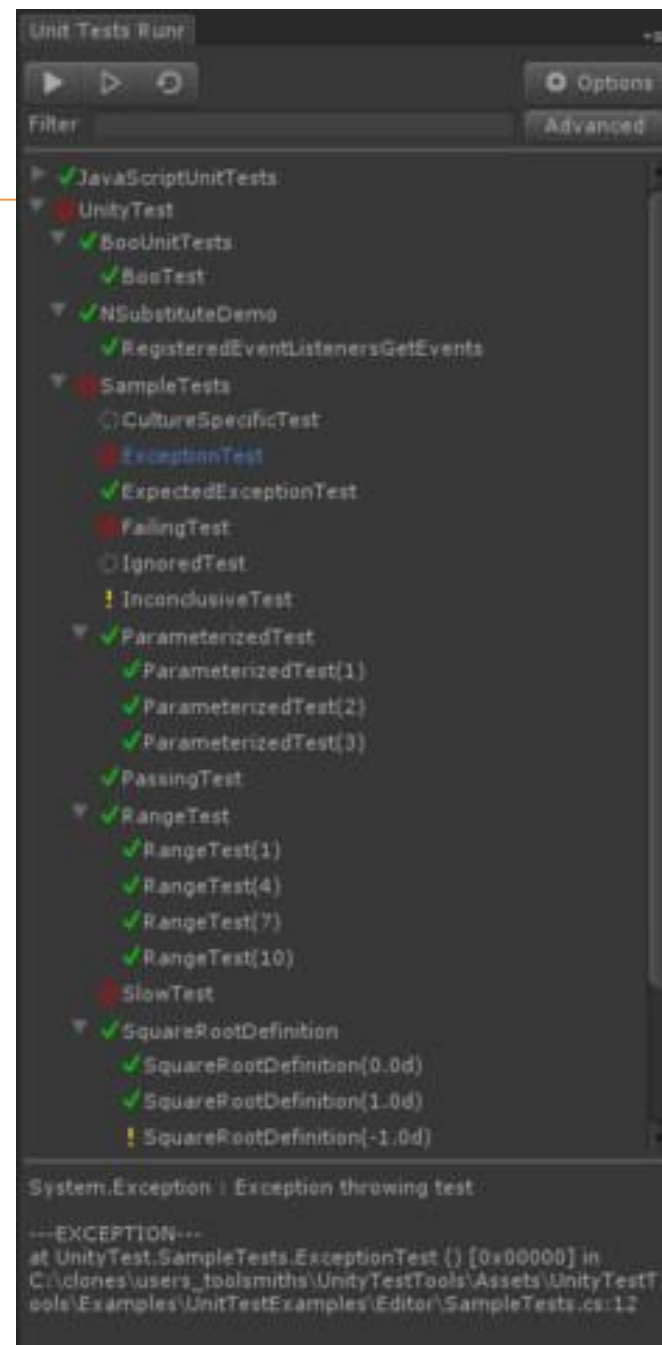 Unit Tests Runr
Options
Filter
Advanced
JavaScriptUnitTests
UnityTest
BooUnitTests
BooTest
NSubstituteDemo
RegisteredEventListenersGetEvents
SampleTests
CultureSpecificTest
ExceptionTest
ExpectedExceptionTest
FailingTest
IgnoredTest
InconclusiveTest
ParameterizedTest
ParameterizedTest(1)
ParameterizedTest(2)
ParameterizedTest(3)
PassingTest
RangeTest
RangeTest(1)
RangeTest(4)
RangeTest(7)
RangeTest(10)
SlowTest
SquareRootDefinition
SquareRootDefinition(0.0d)
SquareRootDefinition(1.0d)
SquareRootDefinition(-1.0d)
System.Exception : Exception throwing test
---EXCEPTION---
at UnityTest.SampleTests.ExceptionTest () [0x00000] in
C:\clones\users_toolsmiths\UnityTestTools\Assets\UnityTestT
ools\Examples\UnitTestExamples\Editor\SampleTests.cs:12